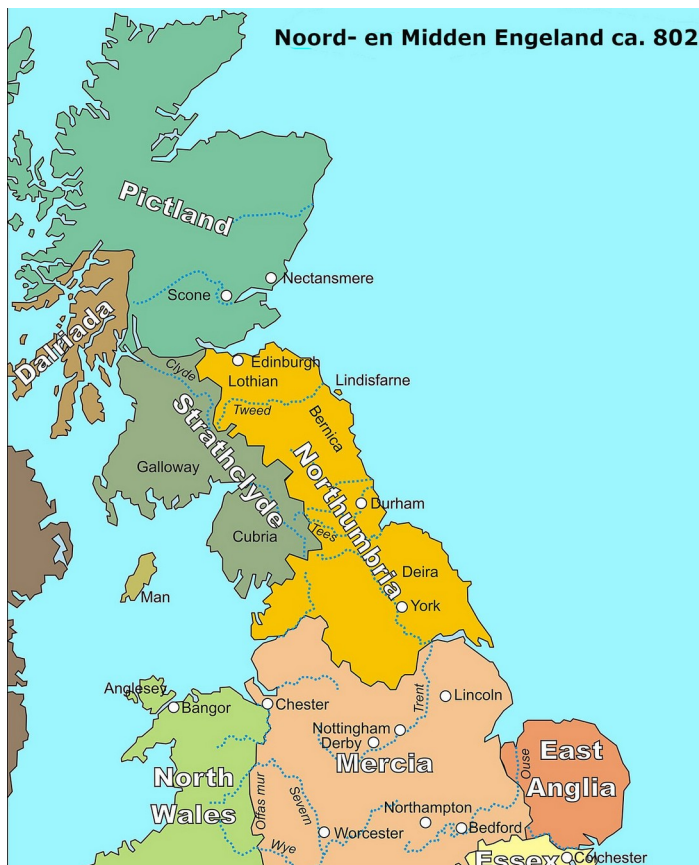 Noord- en Midden Engeland ca. 802
Pictland
Nectansmere
Scone
Dalriada
Edinburgh
Clyde
Lothian
Lindisfarne
Tweed
Bernica
Strathclyde
Galloway
Northumbria
Durham
Tees
Cubria
Deira
Man
York
Anglesey
Bangor
Chester
Trent
Lincoln
Nottingham
Derby
Mercia
East
Anglia
Ouse
North
Wales
Offas mur
Severn
Northampton
Worcester
Bedford
Wye
Essex
Colchester